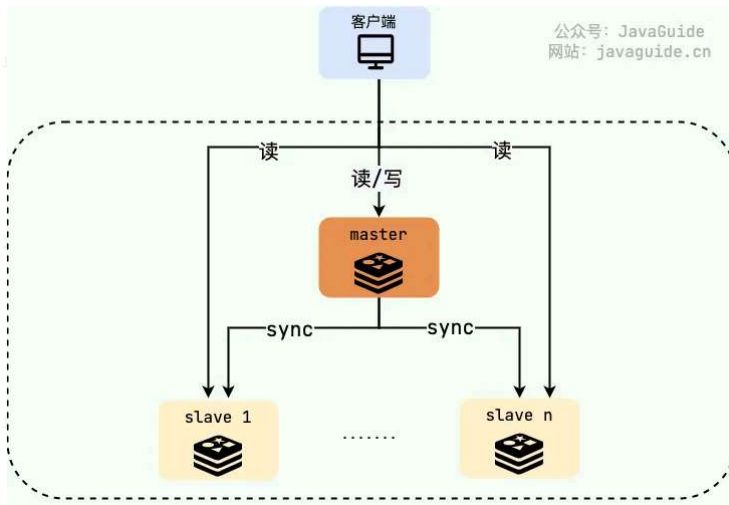 客户端
公众号：JavaGuide
网站：javaguide.cn
读
读
读/写
master
sync
sync
slave 1
.......
slave n